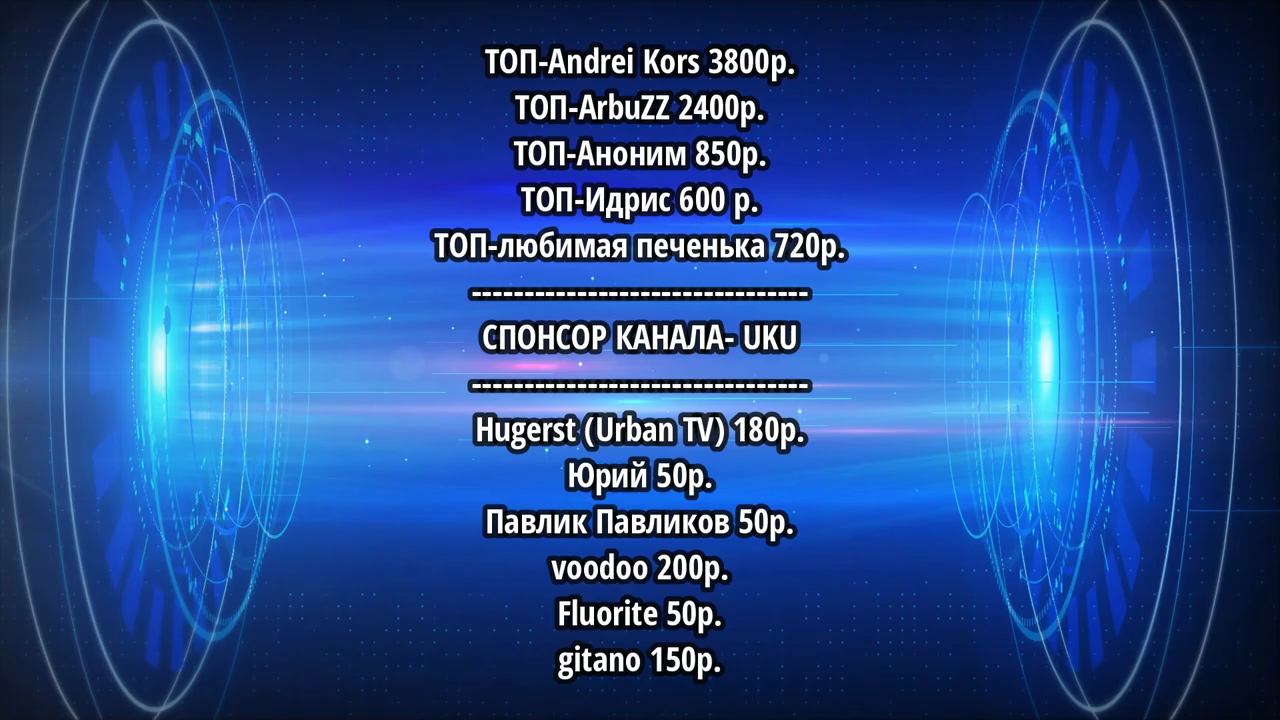 ТОП-Andrei Kors 3800р.
ТОП-ArbuZZ 2400р.
ТОП-Аноним 850р.
ТОП-Идрис 600 р.
ТОП-любимая печенька 720р.
--------------------------------
СПОНСОР КАНАЛА- UKU
--------------------------------
Hugerst (Urban TV) 180р.
Юрий 50р.
Павлик Павликов 50р.
voodoo 200р.
Fluorite 50р.
gitano 150р.